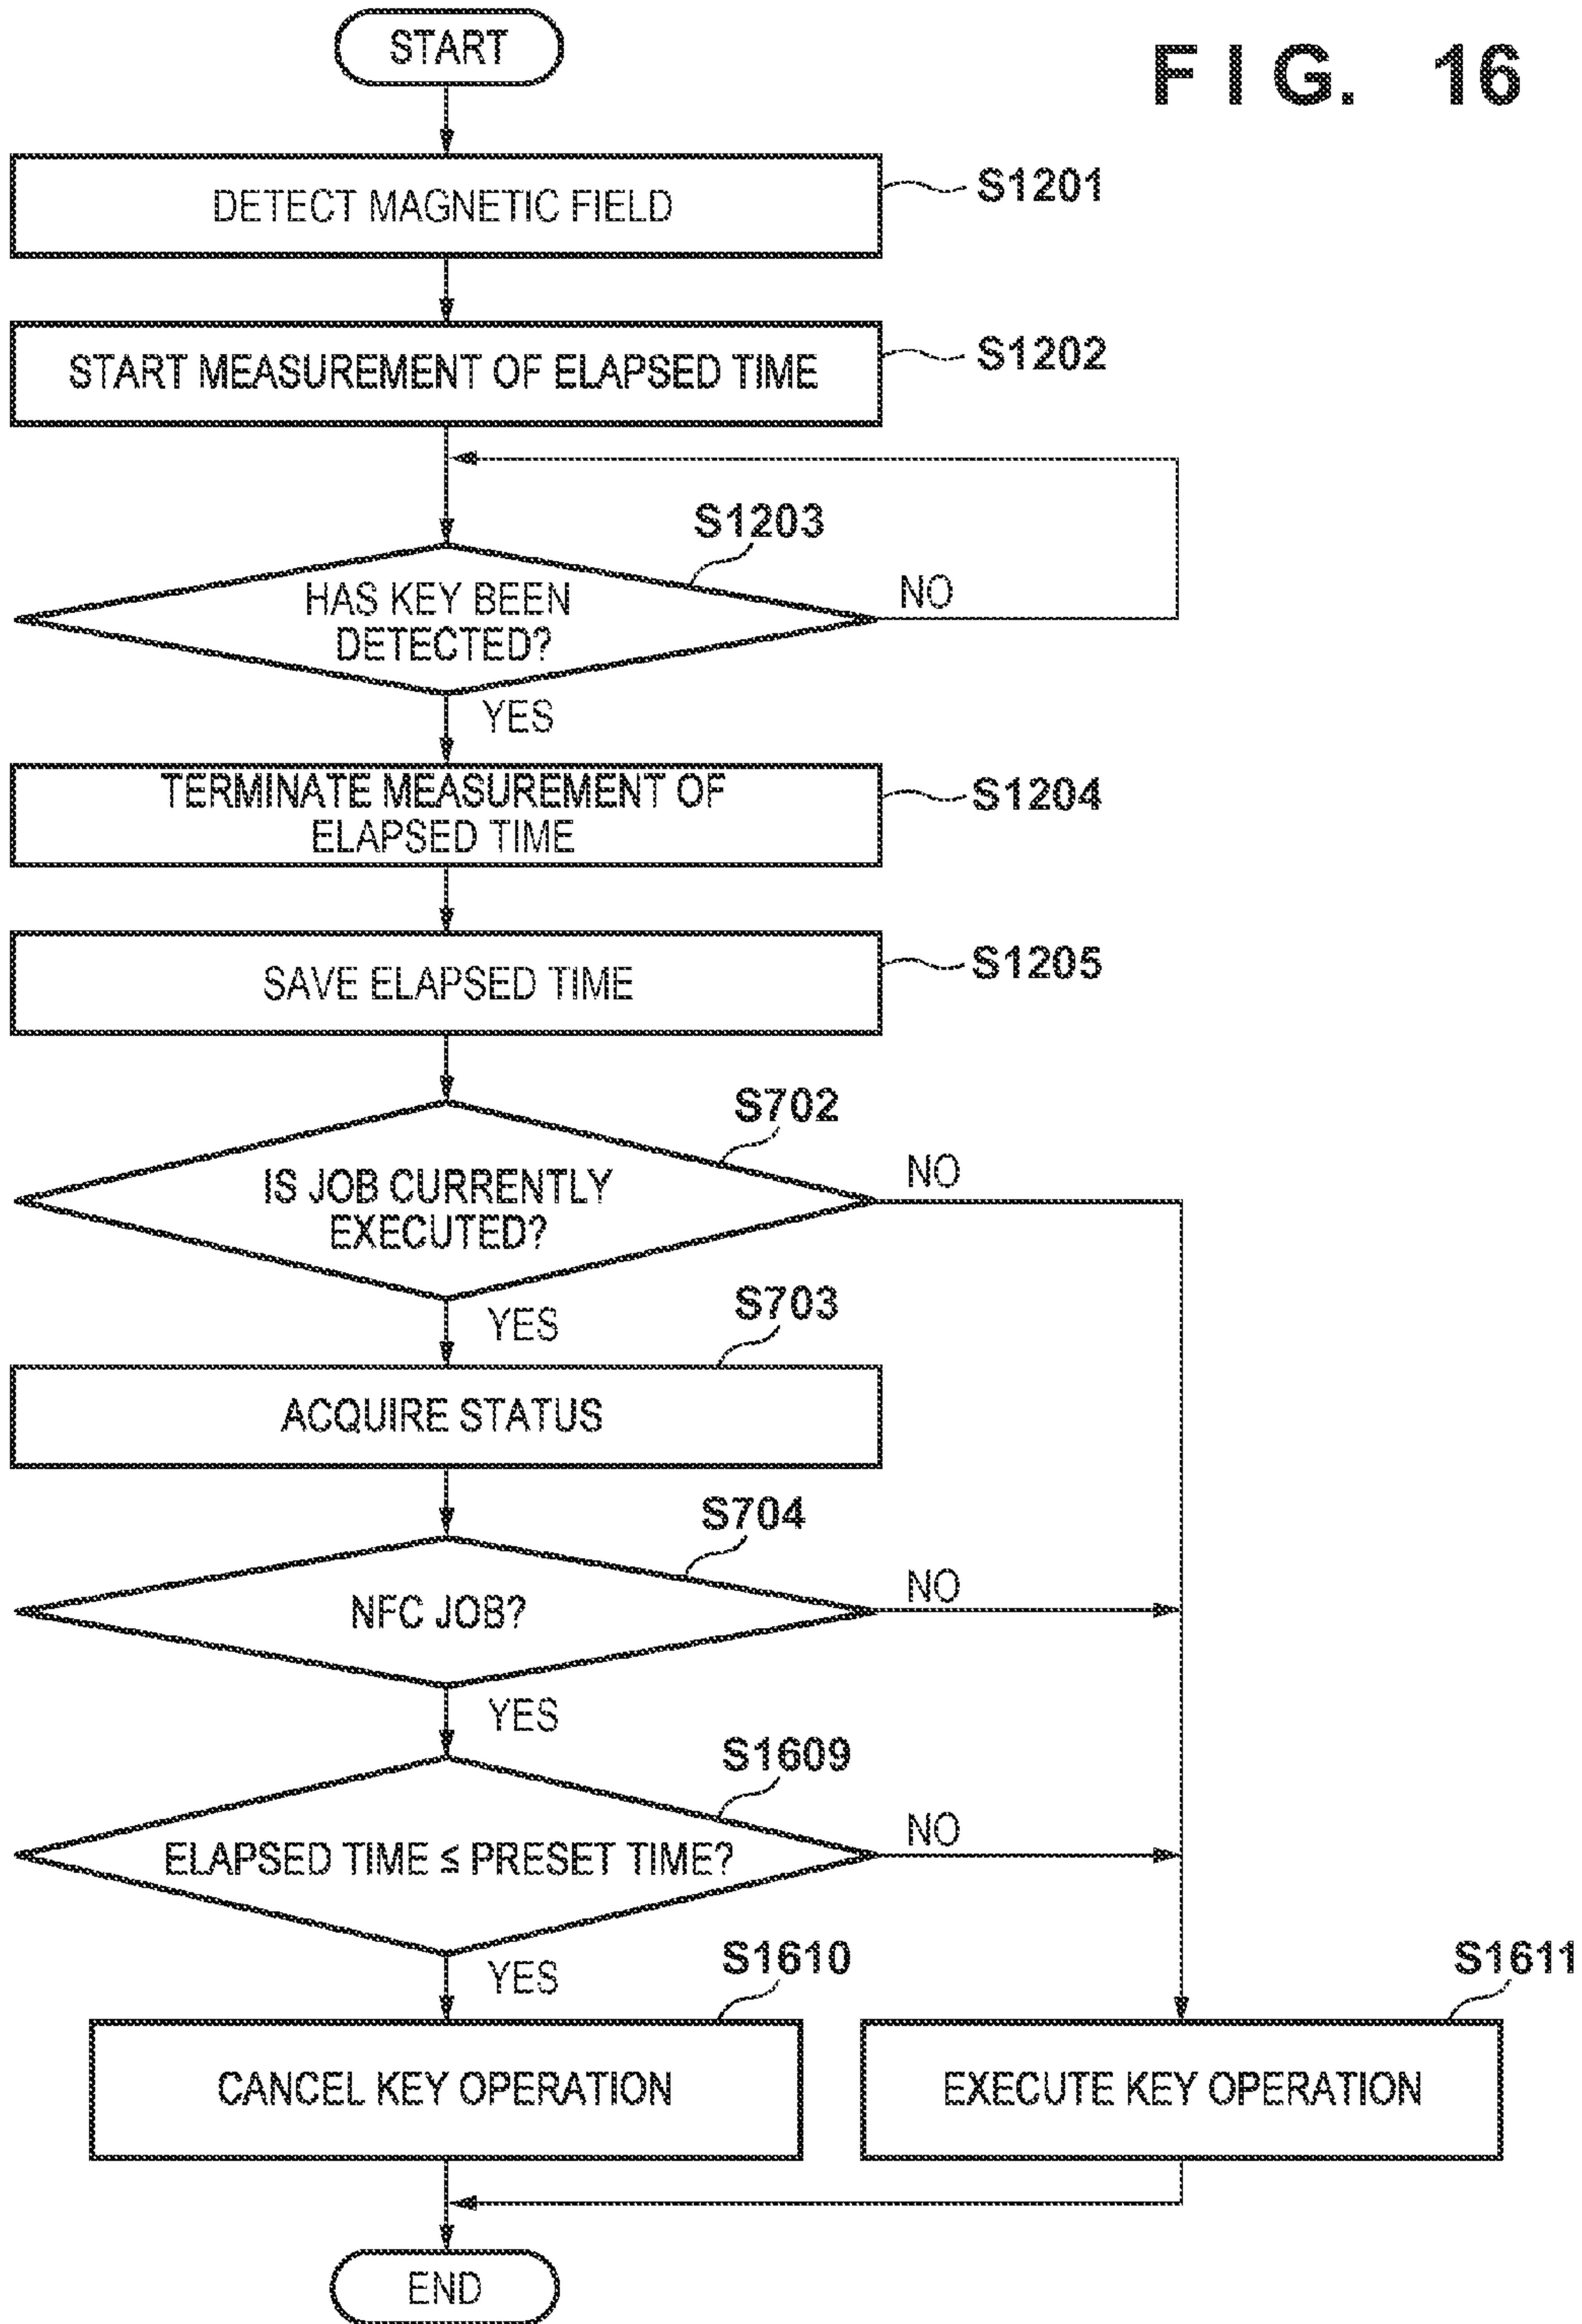 START
FIG. 16
DETECT MAGNETIC FIELD
S1201
START MEASUREMENT OF ELAPSED TIME
S1202
S1203
HAS KEY BEEN
DETECTED?
NO
YES
TERMINATE MEASUREMENT OF
ELAPSED TIME
S1204
SAVE ELAPSED TIME
S1205
S702
IS JOB CURRENTLY
EXECUTED?
NO
YES
S703
ACQUIRE STATUS
S704
NFC JOB?
NO
YES
S1609
ELAPSED TIME ≤ PRESET TIME?
NO
YES
S1610
S1611
CANCEL KEY OPERATION
EXECUTE KEY OPERATION
END